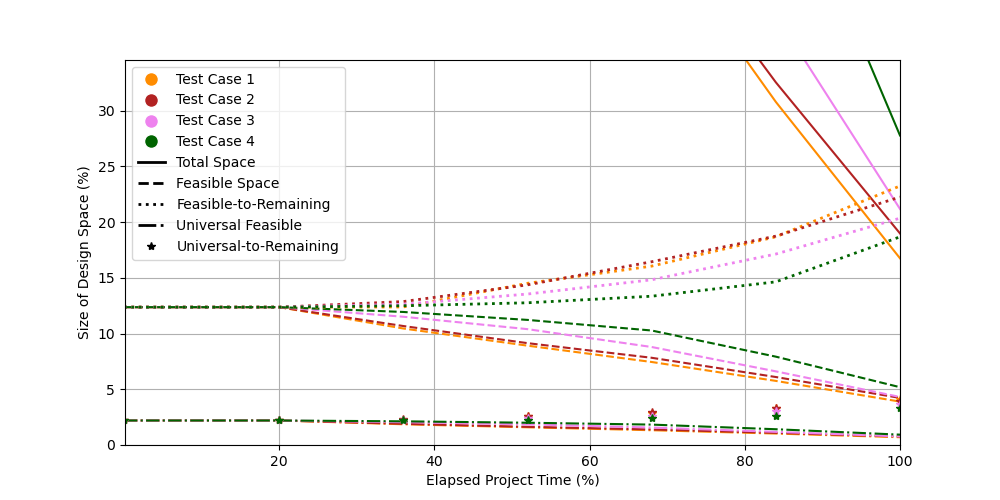 30
25
20
15
10
5
0
Size of Design Space (%)
Test Case 1
Test Case 2
Test Case 3
Test Case 4
Total Space
Feasible Space
Feasible-to-Remaining
Universal Feasible
Universal-to-Remaining
20 40 60 80 100
Elapsed Project Time (%)